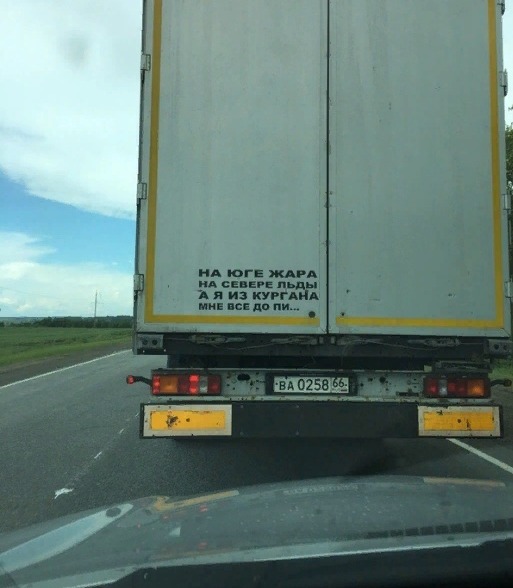 НА ЮГЕ ЖАРА
НА СЕВЕРЕ ЛЬДЫ
А Я ИЗ КУРГАНА
МНЕ ВСЕ ДО ПИ...
ВА 0258 66